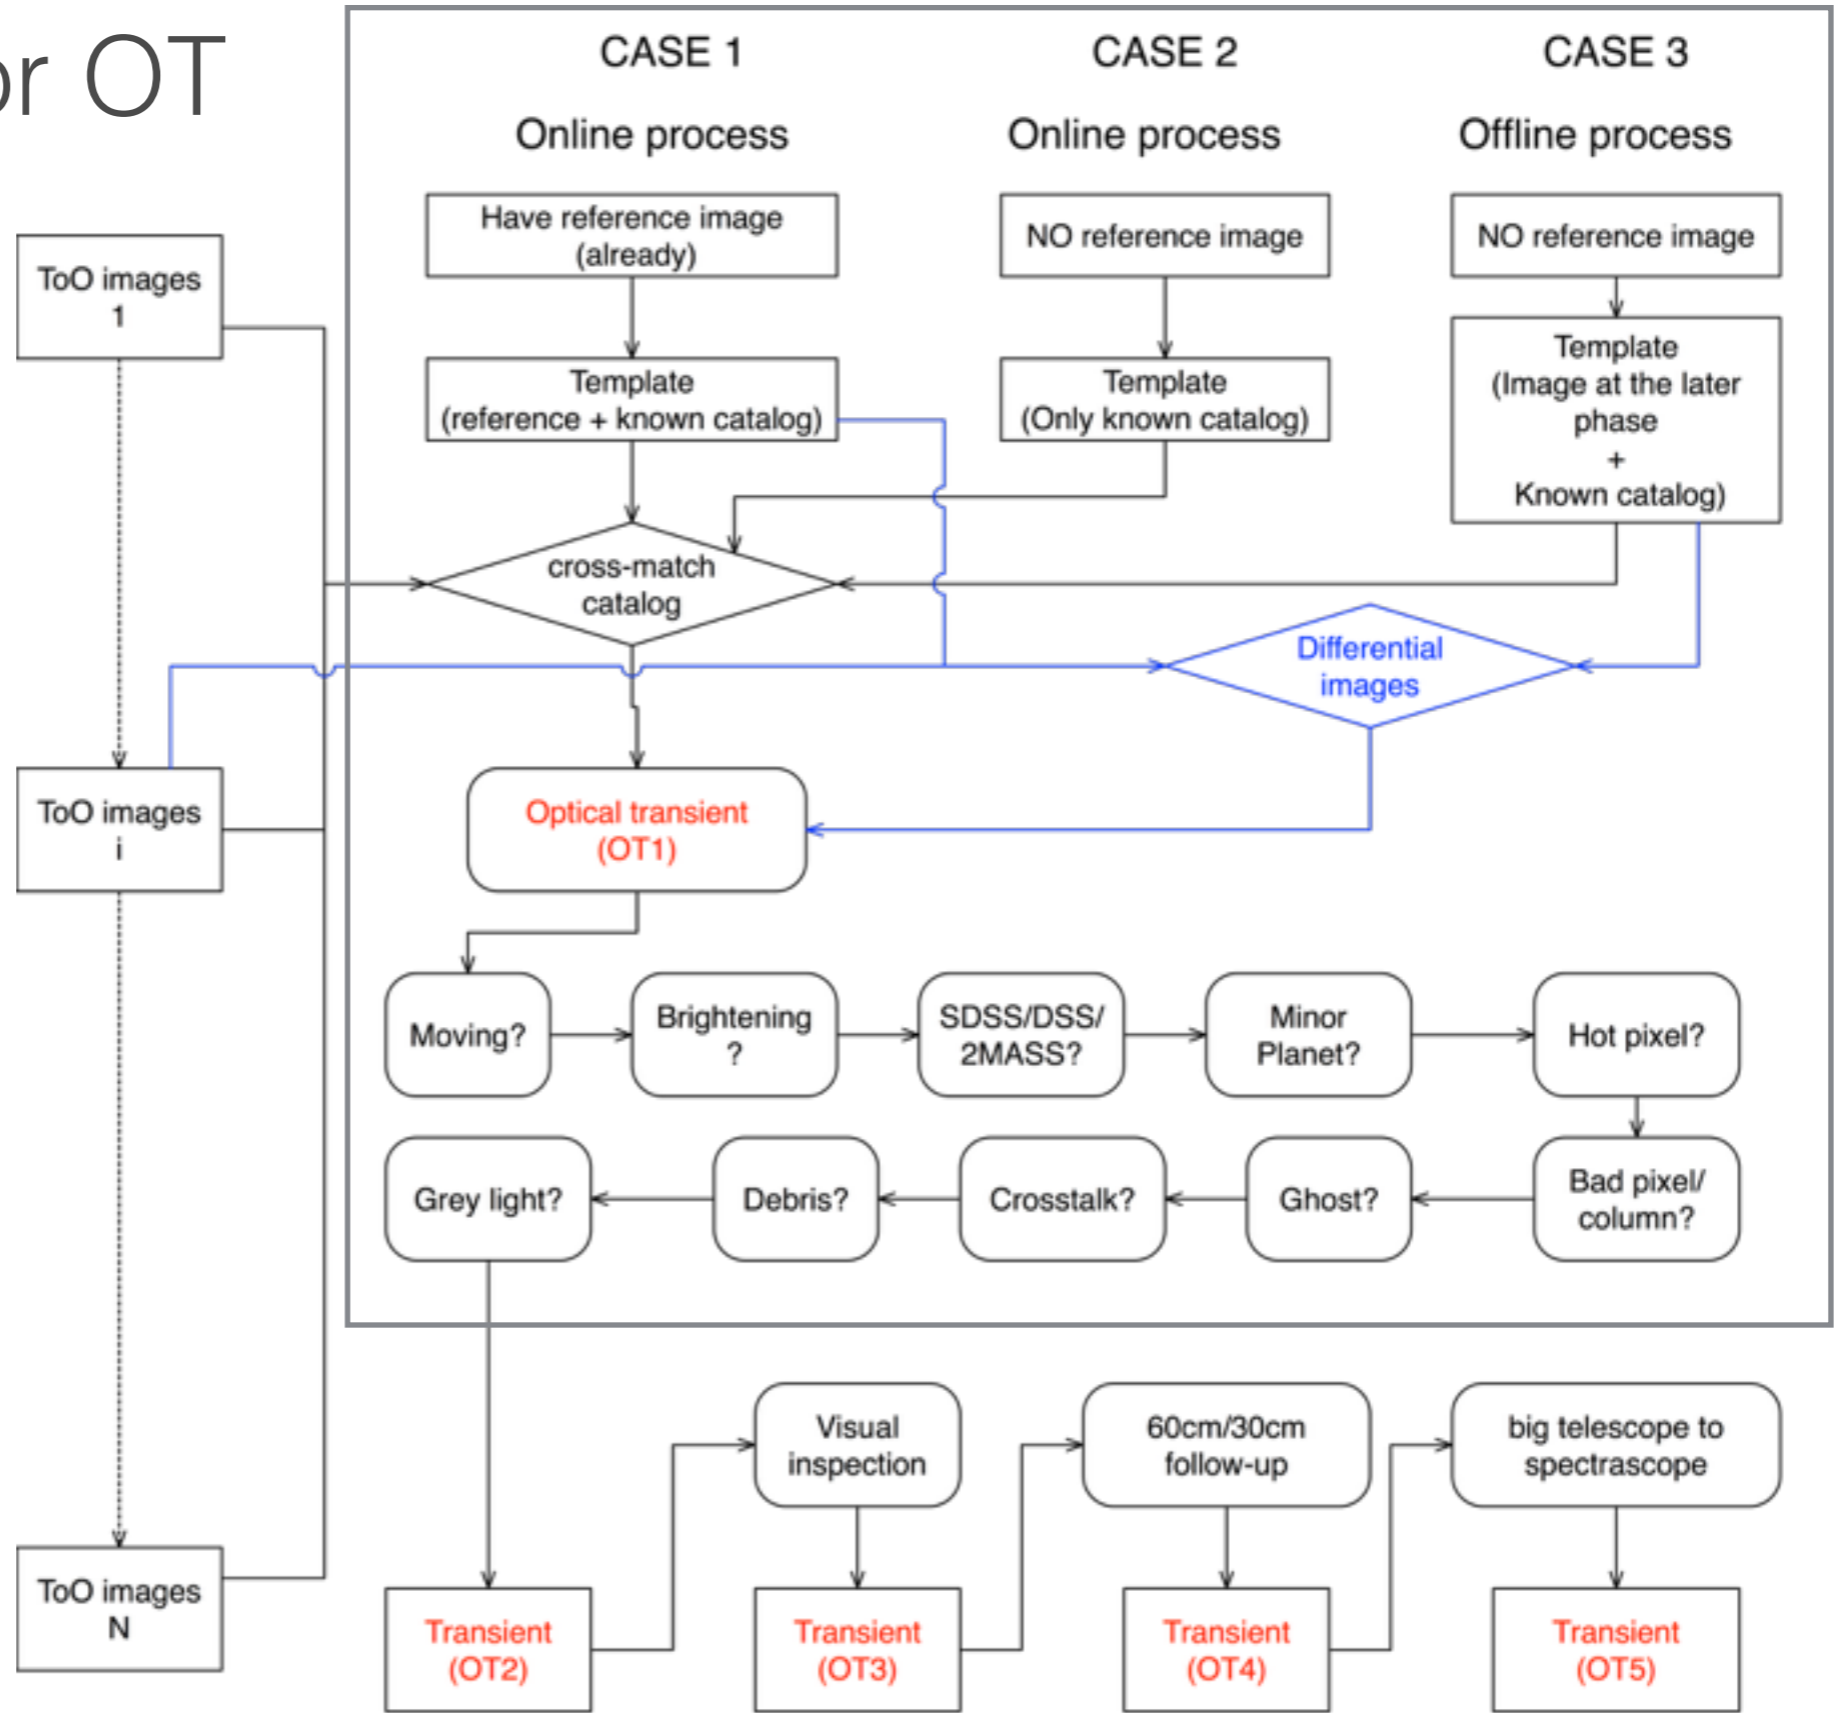 or OT
CASE 1
CASE 2
CASE 3
Online process
Online process
Offline process
Have reference image
(already)
NO reference image
NO reference image
ToO images
1
Template
(reference + known catalog)
Template
(Only known catalog)
Template
(Image at the later
phase
+
Known catalog)
cross-match
catalog
Differential
images
ToO images
i
Optical transient
(OT1)
Moving?
Brightening
?
SDSS/DSS/
2MASS?
Minor
Planet?
Hot pixel?
Grey light?
Debris?
Crosstalk?
Ghost?
Bad pixel/
column?
Visual
inspection
60cm/30cm
follow-up
big telescope to
spectrascope
ToO images
N
Transient
(OT2)
Transient
(OT3)
Transient
(OT4)
Transient
(OT5)